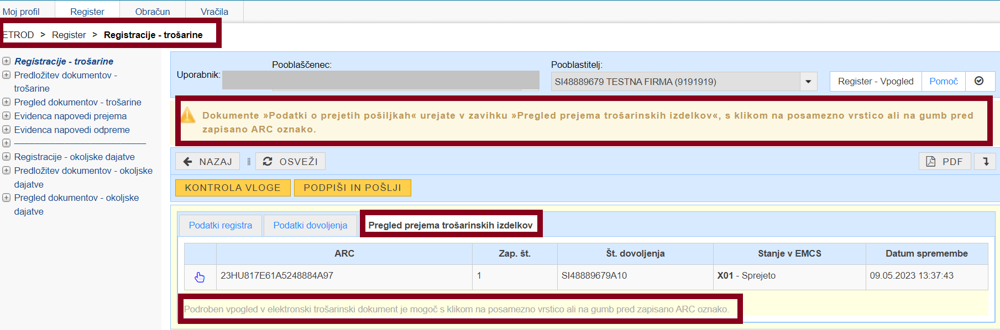 Moj profil Register Obračun Vračila
ETROD > Register > Registracije - trošarine
Registracije - trošarine
Predložitev dokumentov -
trošarine
Pregled dokumentov - trošarine
Evidenca napovedi prejema
Evidenca napovedi odpreme
Registracije - okoljske dajatve
Predložitev dokumentov - okoljske
dajatve
Pregled dokumentov - okoljske
dajatve
Pooblaščenec: Pooblastitelj:
Uporabnik: SI48889679 TESTNA FIRMA (9191919) Register - Vpogled Pomoč
Dokumente »Podatki o prejetih pošiljkah« urejate v zavihku »Pregled prejema trošarinskih izdelkov«, s klikom na posamezno vrstico ali na gumb pred
zapisano ARC oznako.
NAZAJ OSVEŽI PDF
KONTROLA VLOGE PODPIŠI IN POŠLJI
Podatki registra Podatki dovoljenja Pregled prejema trošarinskih izdelkov
ARC Zap. št. Št. dovoljenja Stanje v EMCS Datum spremembe
23HU817E61A5248884A97 1 SI48889679A10 X01 - Sprejeto 09.05.2023 13:37:43
Podroben vpogled v elektronski trošarinski dokument je mogoč s klikom na posamezno vrstico ali na gumb pred zapisano ARC oznako.